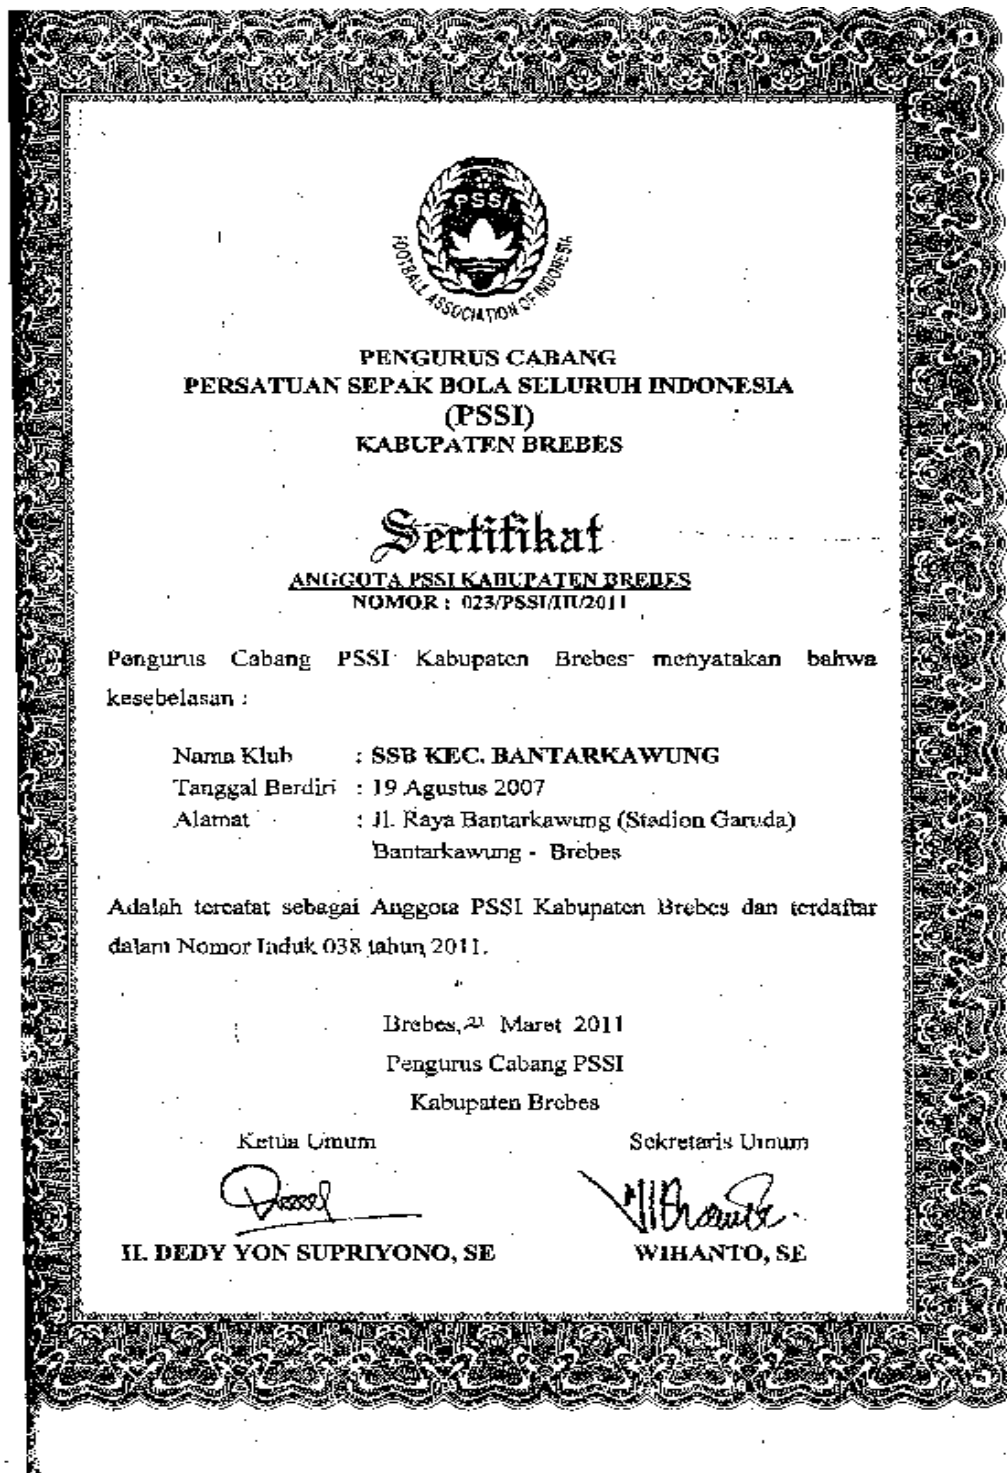 PSSI
FOOTBALL ASSOCIATION OF INDONESIA
PENGURUS CABANG
PERSATUAN SEPAK BOLA SELURUH INDONESIA
(PSSI)
KABUPATEN BREBES
Sertifikat
ANGGOTA PSSI KABUPATEN BREBES
NOMOR : 023/PSSI/III/2011
Pengurus Cabang PSSI Kabupaten Brebes menyatakan bahwa
kesebelasan :
Nama Klub : SSB KEC. BANTARKAWUNG
Tanggal Berdiri : 19 Agustus 2007
Alamat : Jl. Raya Bantarkawung (Stadion Garuda)
Bantarkawung - Brebes
Adalah tercatat sebagai Anggota PSSI Kabupaten Brebes dan terdaftar
dalam Nomor Induk 038 tahun 2011.
Brebes, Maret 2011
Pengurus Cabang PSSI
Kabupaten Brebes
Ketua Umum Sekretaris Umum
H. DEDY YON SUPRIYONO, SE WIHANTO, SE